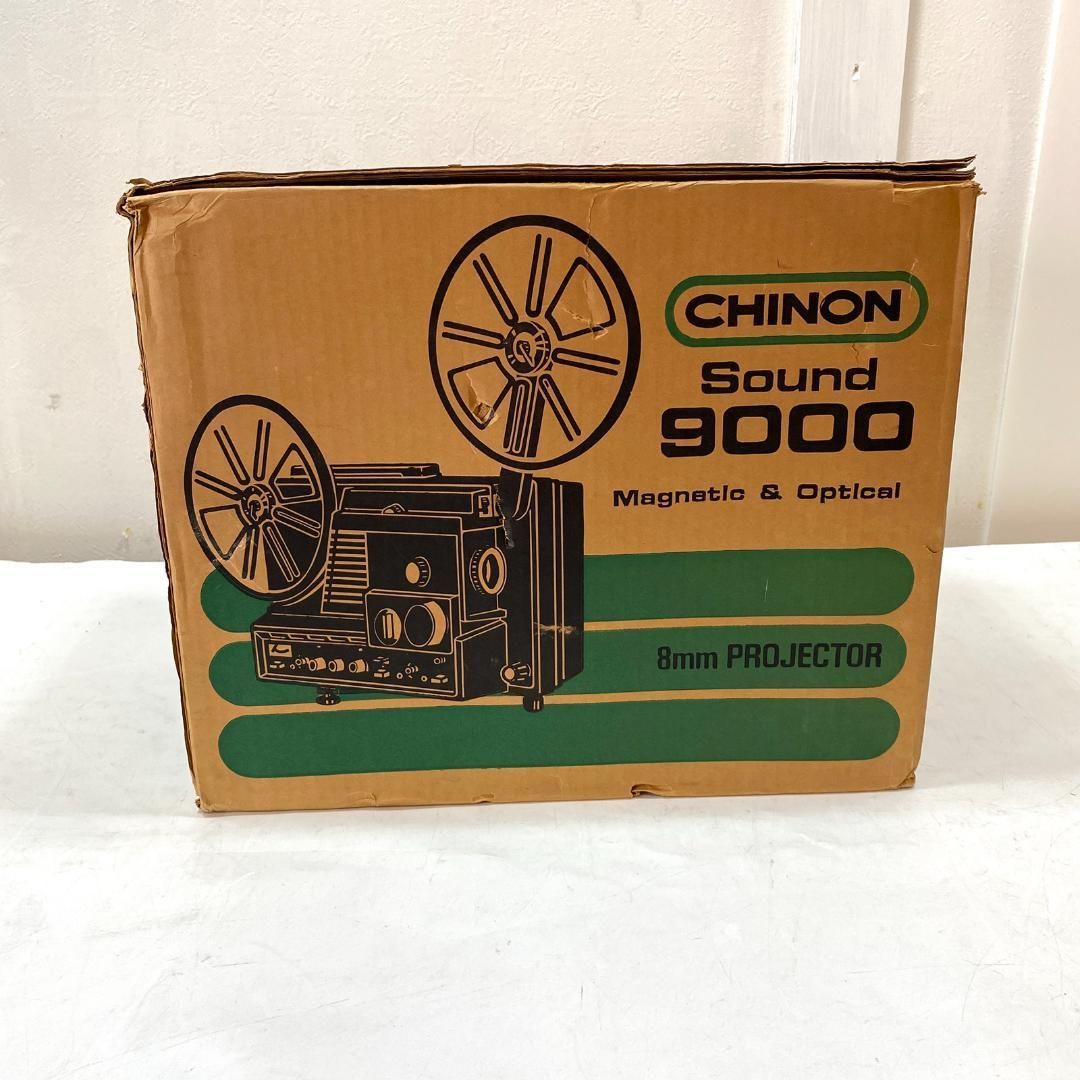 CHINON
Sound
9000
Magnetic & Optical
8mm PROJECTOR